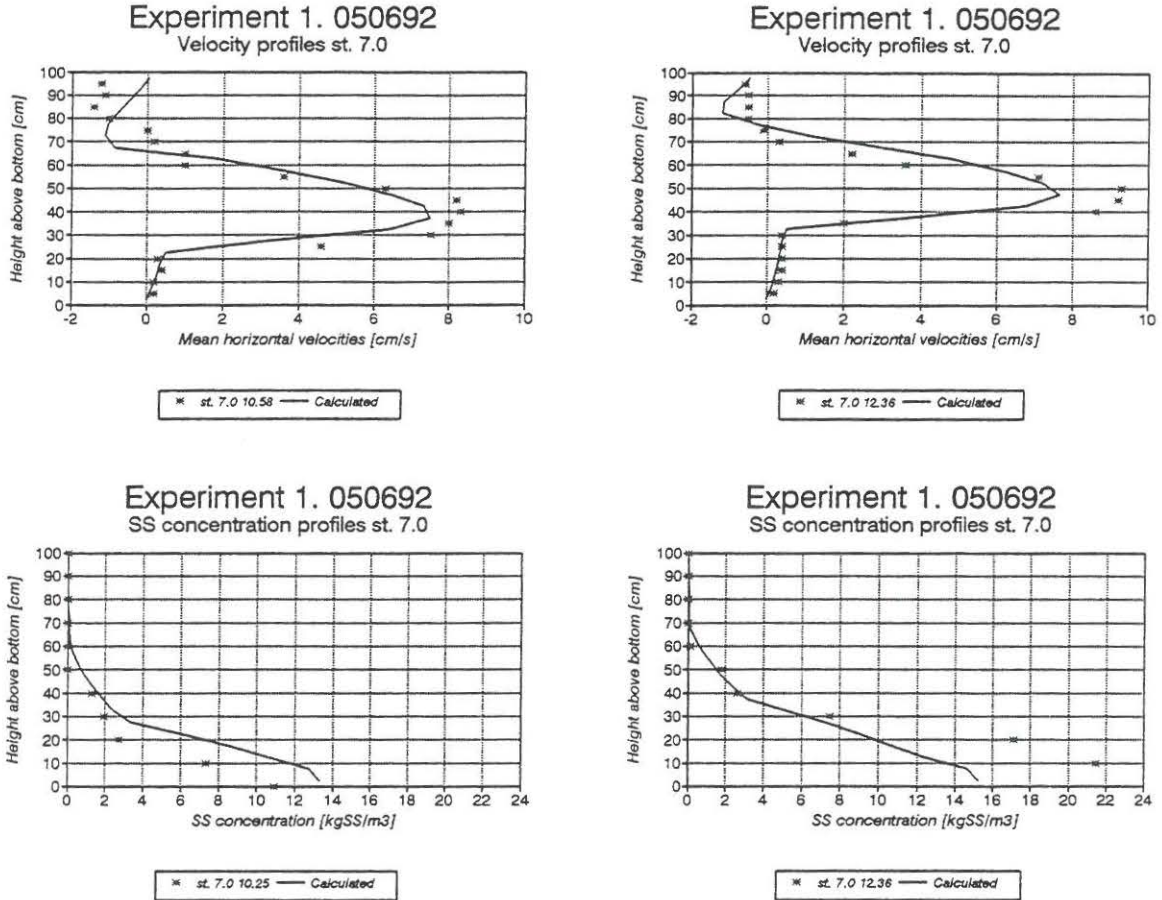 Experiment 1. 050692
Velocity profiles st. 7.0
Height above bottom [cm]
100
90
80
70
60
50
40
30
20
10
0
-2 0 2 4 6 8 10
Mean horizontal velocities [cm/s]
st. 7.0 10.58 Calculated
Experiment 1. 050692
Velocity profiles st. 7.0
Height above bottom [cm]
100
90
80
70
60
50
40
30
20
10
0
-2 0 2 4 6 8 10
Mean horizontal velocities [cm/s]
st. 7.0 12.36 Calculated
Experiment 1. 050692
SS concentration profiles st. 7.0
Height above bottom [cm]
100
90
80
70
60
50
40
30
20
10
0
0 2 4 6 8 10 12 14 16 18 20 22 24
SS concentration [kgSS/m3]
st. 7.0 10.25 Calculated
Experiment 1. 050692
SS concentration profiles st. 7.0
Height above bottom [cm]
100
90
80
70
60
50
40
30
20
10
0
0 2 4 6 8 10 12 14 16 18 20 22 24
SS concentration [kgSS/m3]
st. 7.0 12.36 Calculated